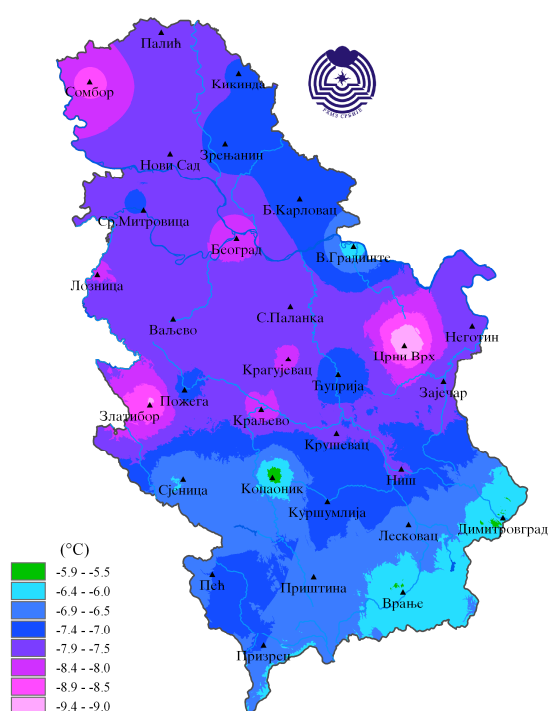 Палић
Сомбор
Кикинда
РХМЗ СРБИЈЕ
Зрењанин
Нови Сад
Б.Карловац
Ср.Митровица
Београд
В.Градиште
Лозница
Ваљево
С.Паланка
Неготин
Црни Врх
Крагујевац
Ћуприја
Зајечар
Пожега
Златибор
Краљево
Крушевац
Ниш
Сјеница
Копаоник
Куршумлија
Димитровград
Лесковац
(°C)
-5.9 - -5.5
-6.4 - -6.0
-6.9 - -6.5
-7.4 - -7.0
-7.9 - -7.5
-8.4 - -8.0
-8.9 - -8.5
-9.4 - -9.0
Пећ
Приштина
Врање
Призрен